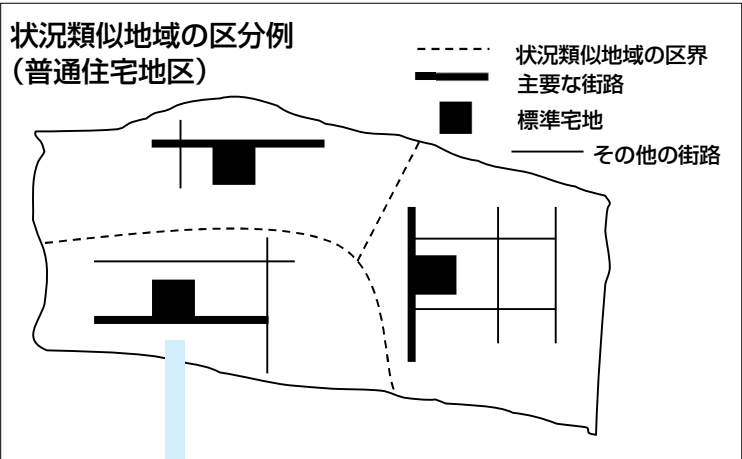 状況類似地域の区分例
（普通住宅地区）
状況類似地域の区界
主要な街路
標準宅地
その他の街路